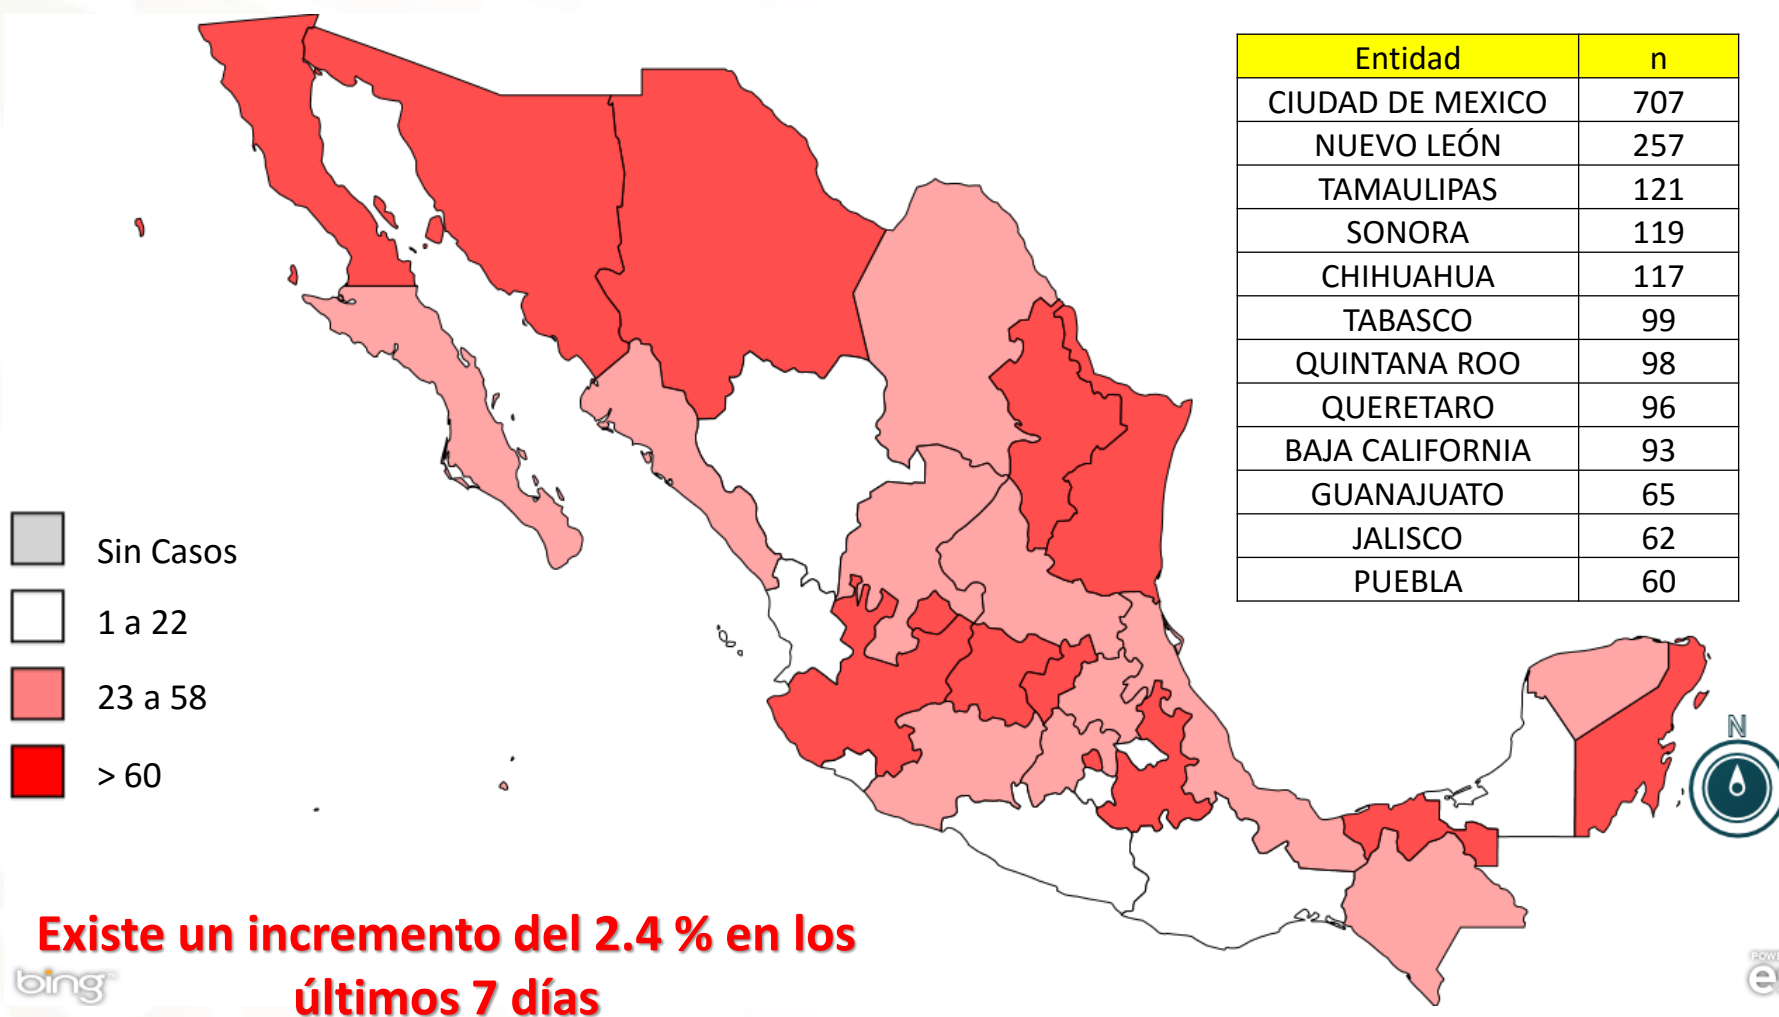 Entidad n
CIUDAD DE MEXICO 707
NUEVO LEÓN 257
TAMAULIPAS 121
SONORA 119
CHIHUAHUA 117
TABASCO 99
QUINTANA ROO 98
QUERETARO 96
BAJA CALIFORNIA 93
GUANAJUATO 65
JALISCO 62
PUEBLA 60
Sin Casos
1 a 22
23 a 58
> 60
N
Existe un incremento del 2.4 % en los
últimos 7 días
bing